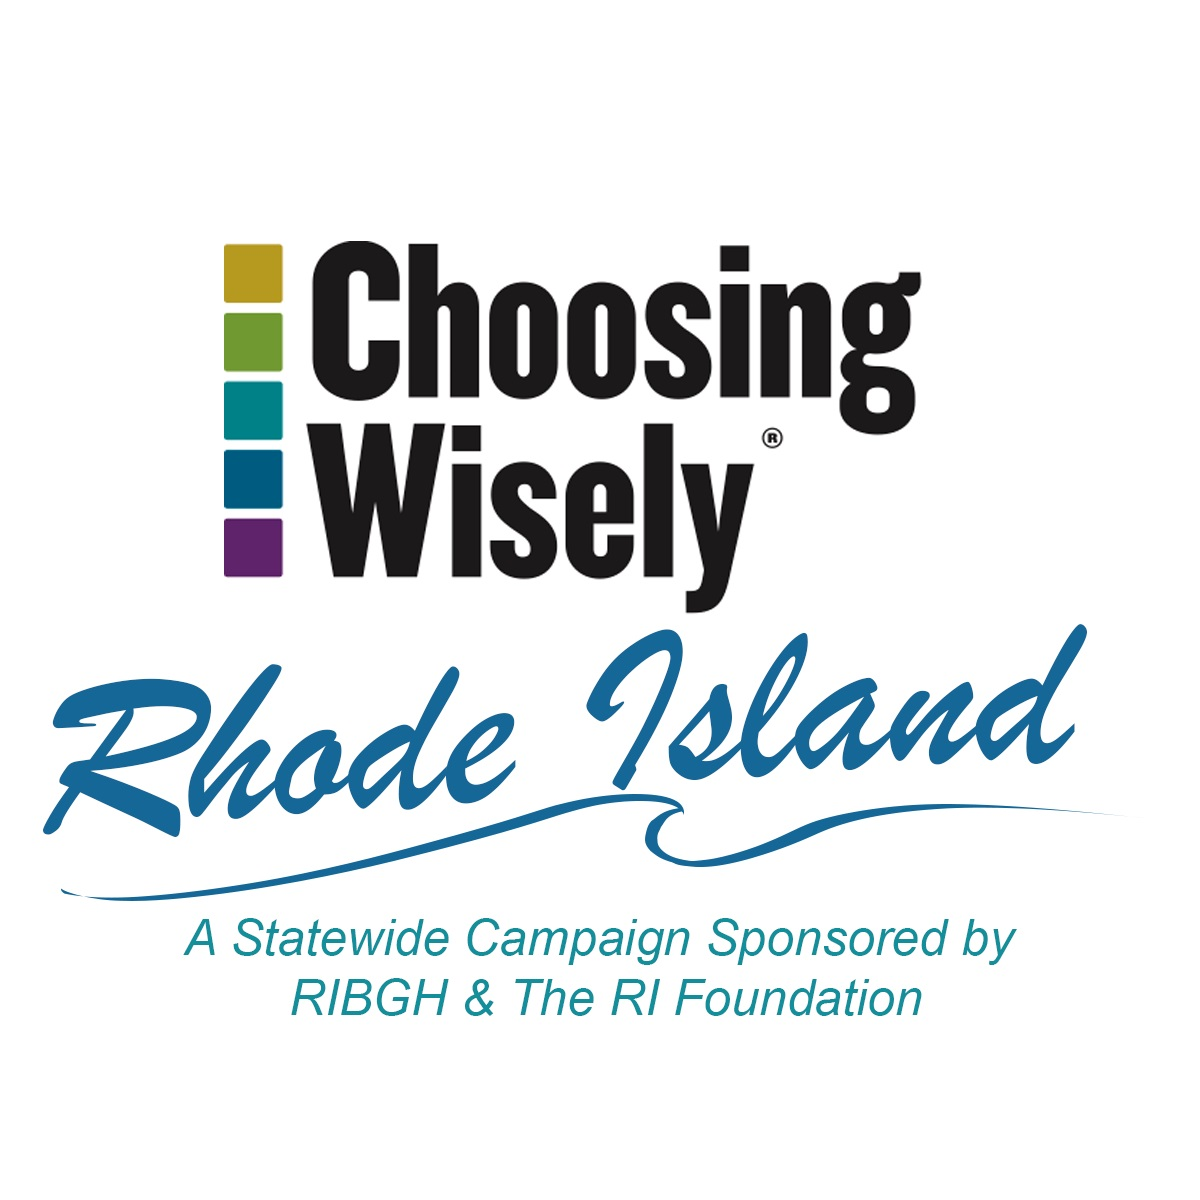 Choosing
Wisely®
Rhode Island
A Statewide Campaign Sponsored by
RIBGH & The RI Foundation